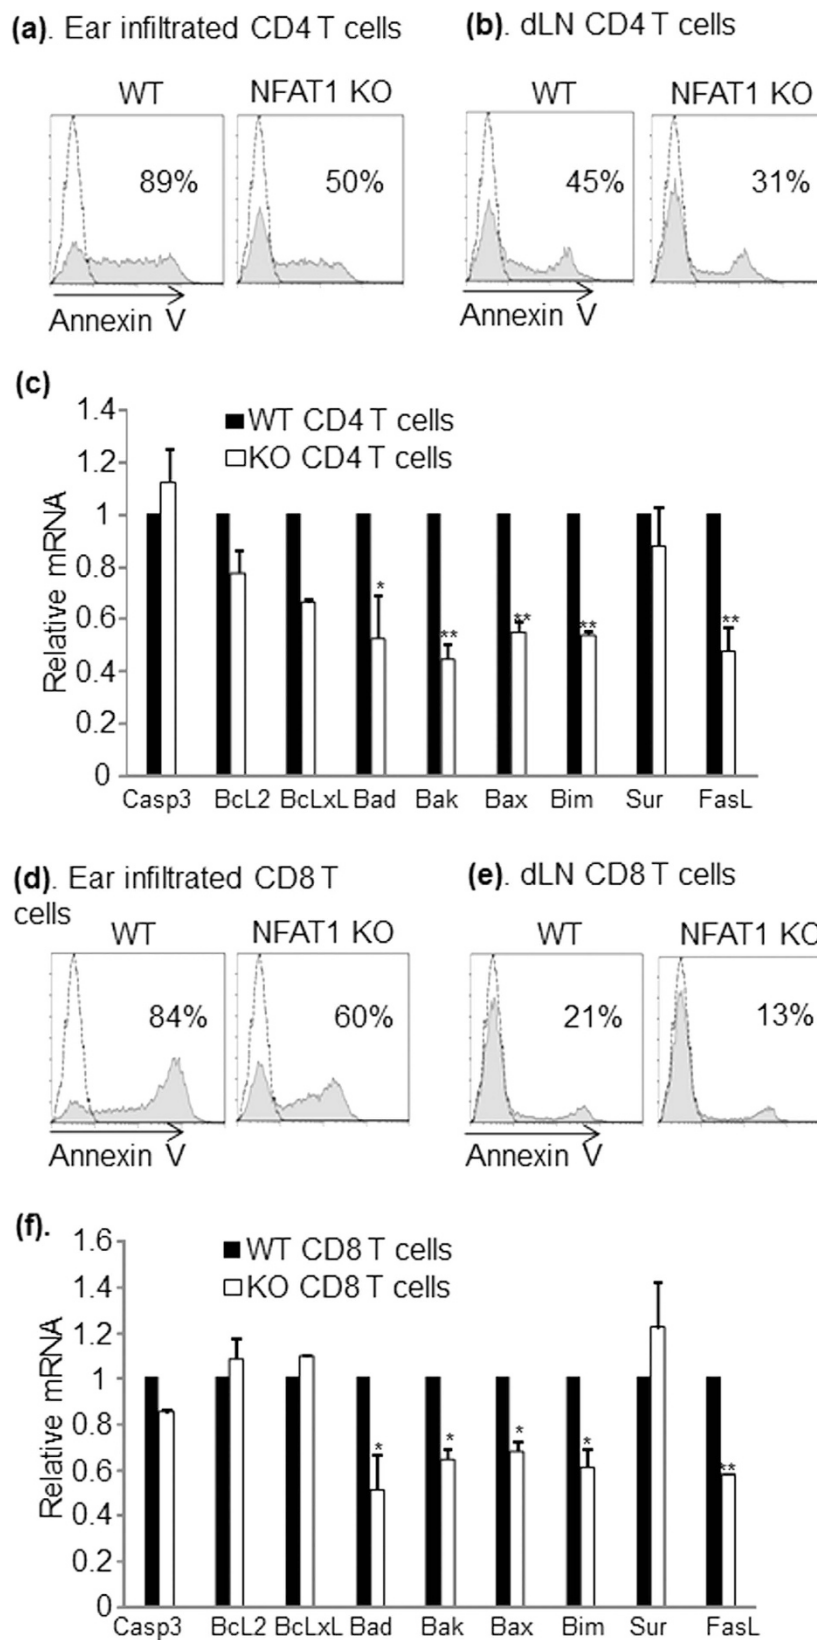 (a). Ear infiltrated CD4 T cells
(b). dLN CD4 T cells
WT
NFAT1 KO
WT
NFAT1 KO
89%
50%
45%
31%
Annexin V
Annexin V
(c)
1.4
1.2
1
0.8
0.6
0.4
0.2
0
Relative mRNA
WT CD4 T cells
KO CD4 T cells
*
**
**
**
**
Casp3 BcL2 BcLxL Bad Bak Bax Bim Sur FasL
(d). Ear infiltrated CD8 T
cells
(e). dLN CD8 T cells
WT
NFAT1 KO
WT
NFAT1 KO
84%
60%
21%
13%
Annexin V
Annexin V
(f).
1.6
1.4
1.2
1
0.8
0.6
0.4
0.2
0
Relative mRNA
WT CD8 T cells
KO CD8 T cells
*
*
*
*
**
Casp3 BcL2 BcLxL Bad Bak Bax Bim Sur FasL